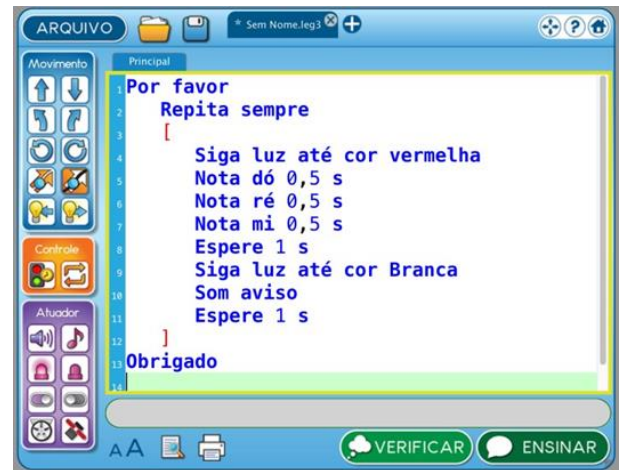 ARQUIVO
* Sem Nome.leg3
?
Movimento
Principal
1 Por favor
2 Repita sempre
3 [
4 Siga luz até cor vermelha
5 Nota dó 0,5 s
6 Nota ré 0,5 s
7 Nota mi 0,5 s
8 Espere 1 s
9 Siga luz até cor Branca
10 Som aviso
11 Espere 1 s
12 ]
13 Obrigado
14
Controle
Atuador
AA
VERIFICAR
ENSINAR